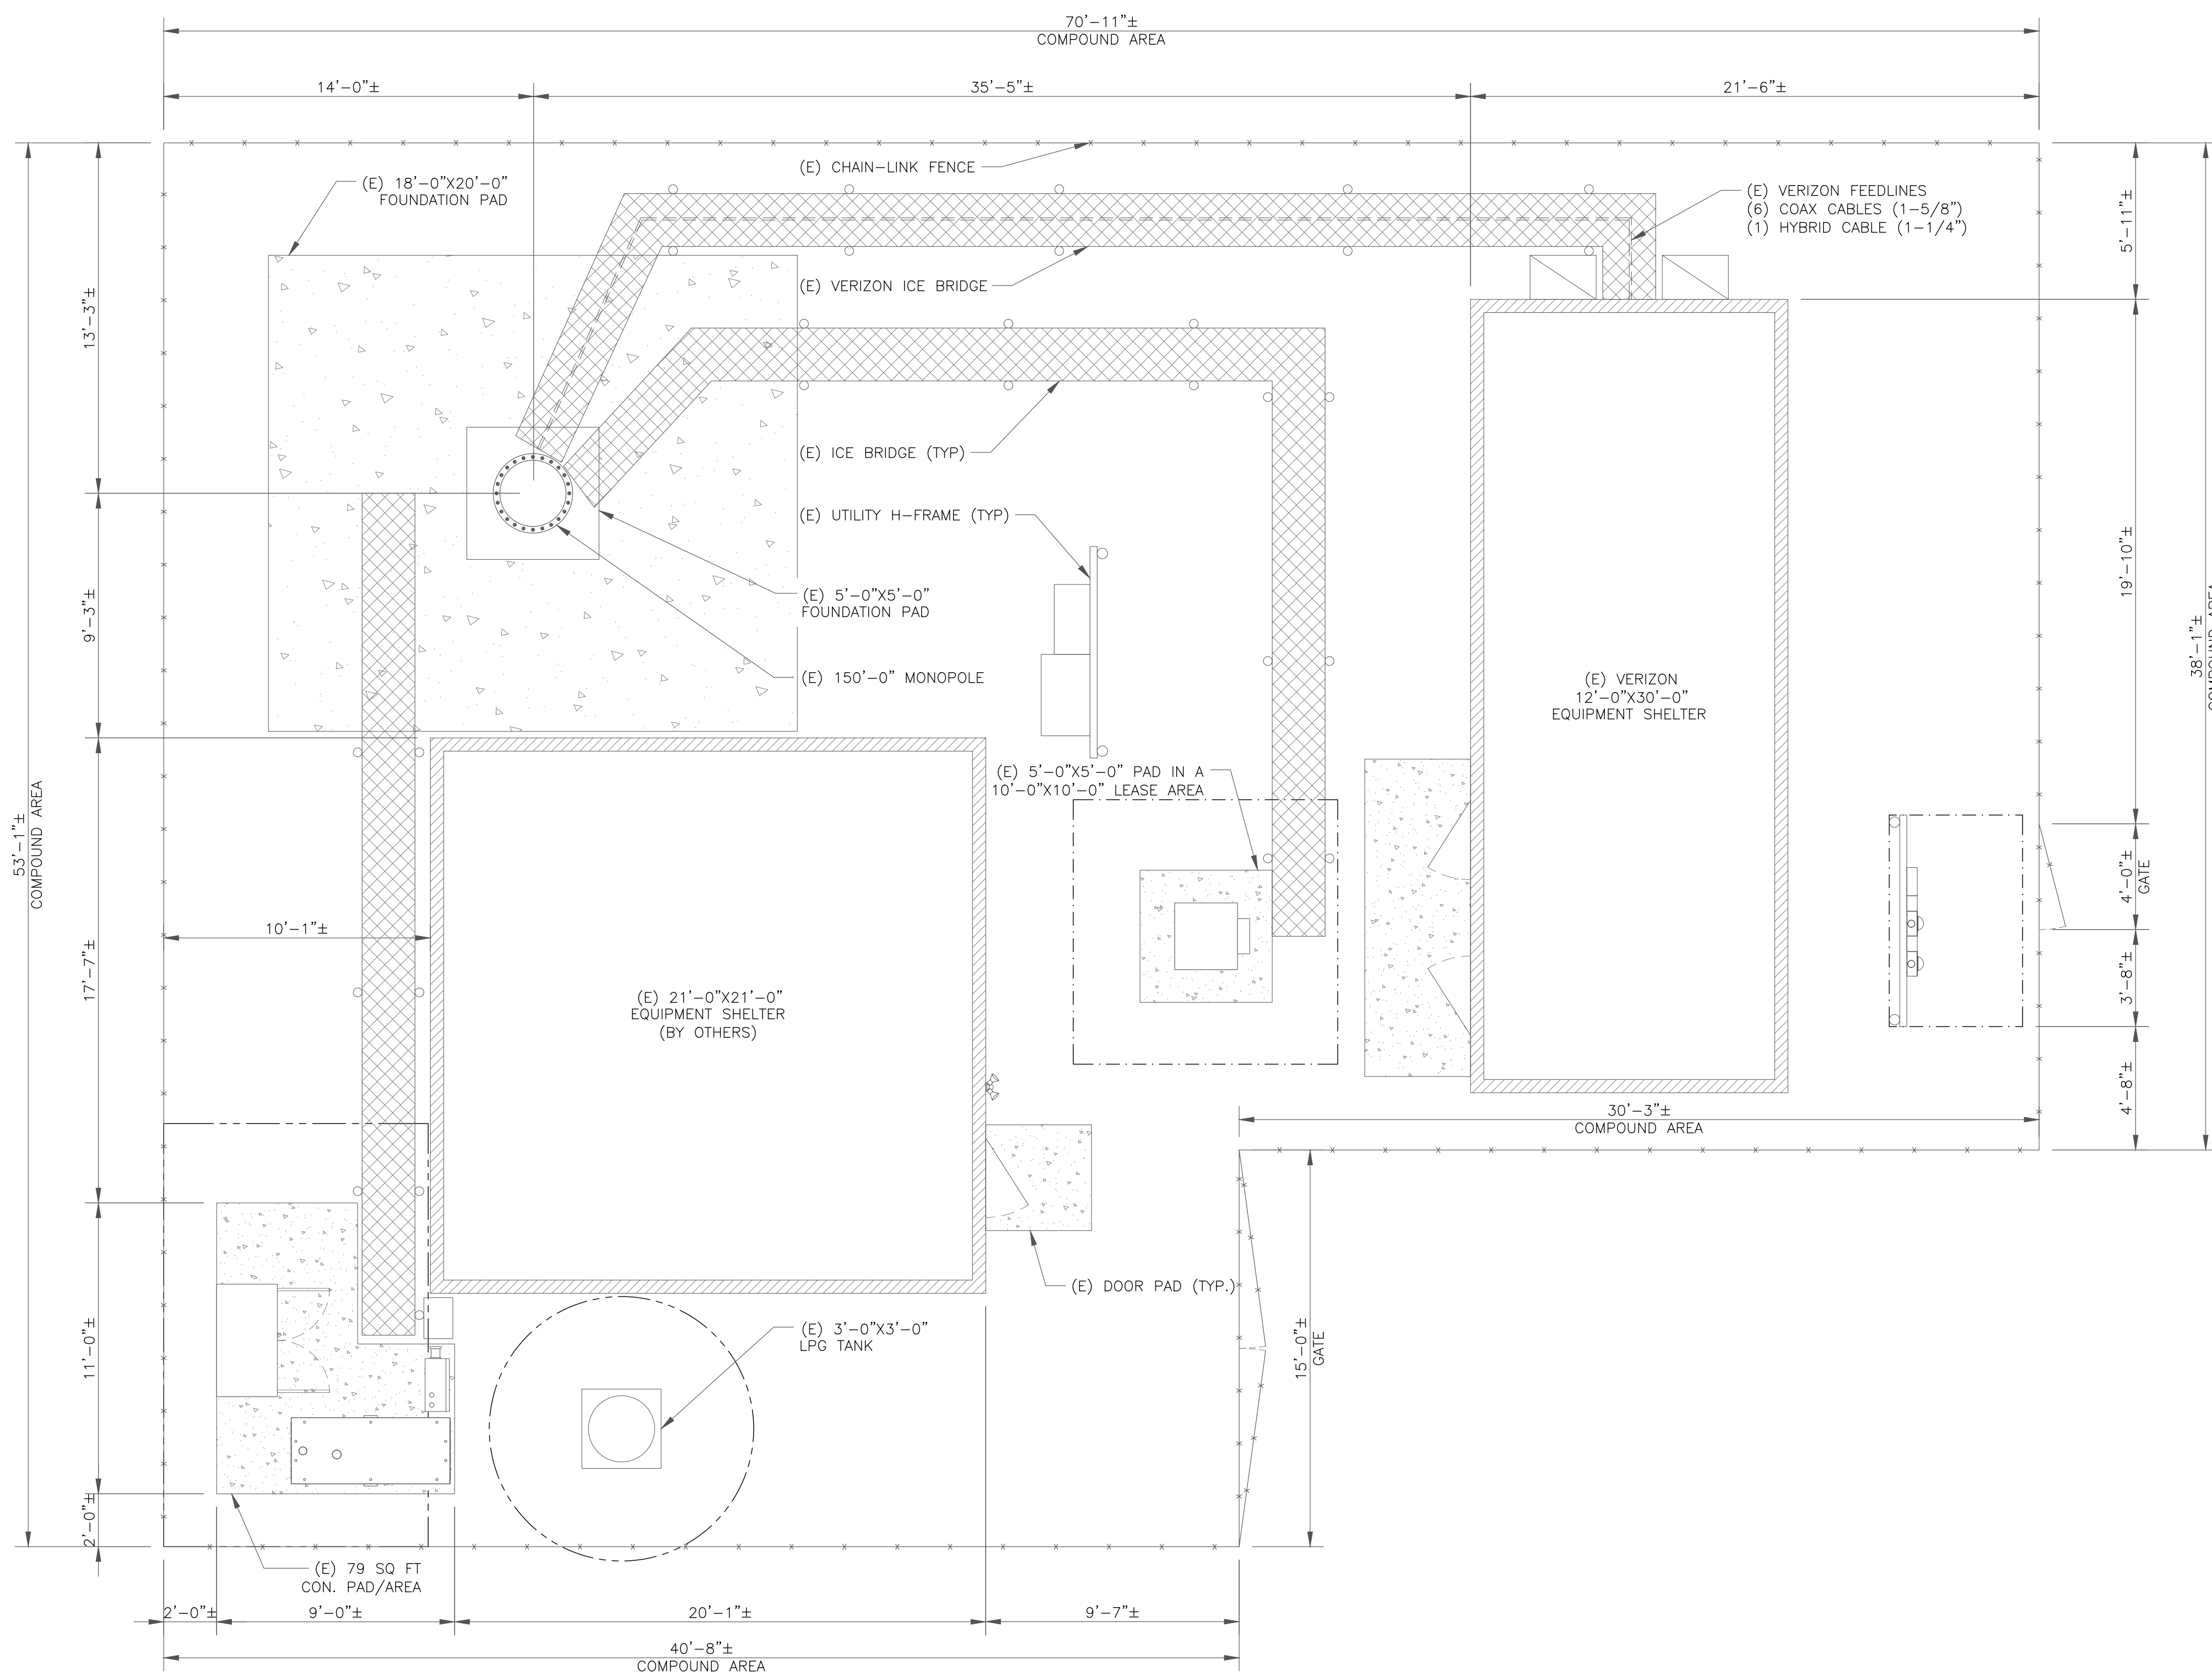 70'-11"±
COMPOUND AREA
14'-0"±
35'-5"±
21'-6"±
(E) CHAIN-LINK FENCE
(E) 18'-0"X20'-0"
FOUNDATION PAD
(E) VERIZON FEEDLINES
(6) COAX CABLES (1-5/8")
(1) HYBRID CABLE (1-1/4")
5'-11"±
13'-3"±
(E) VERIZON ICE BRIDGE
(E) ICE BRIDGE (TYP)
(E) UTILITY H-FRAME (TYP)
19'-10"±
9'-3"±
(E) 5'-0"X5'-0"
FOUNDATION PAD
(E) 150'-0" MONOPOLE
(E) VERIZON
12'-0"X30'-0"
EQUIPMENT SHELTER
38'-1"±
COMPOUND AREA
(E) 5'-0"X5'-0" PAD IN A
10'-0"X10'-0" LEASE AREA
53'-1"±
COMPOUND AREA
4'-0"±
GATE
10'-1"±
17'-7"±
3'-8"±
(E) 21'-0"X21'-0"
EQUIPMENT SHELTER
(BY OTHERS)
4'-8"±
30'-3"±
COMPOUND AREA
(E) DOOR PAD (TYP.)
11'-0"±
(E) 3'-0"X3'-0"
LPG TANK
15'-0"±
GATE
2'-0"±
(E) 79 SQ FT
CON. PAD/AREA
2'-0"±
9'-0"±
20'-1"±
9'-7"±
40'-8"±
COMPOUND AREA